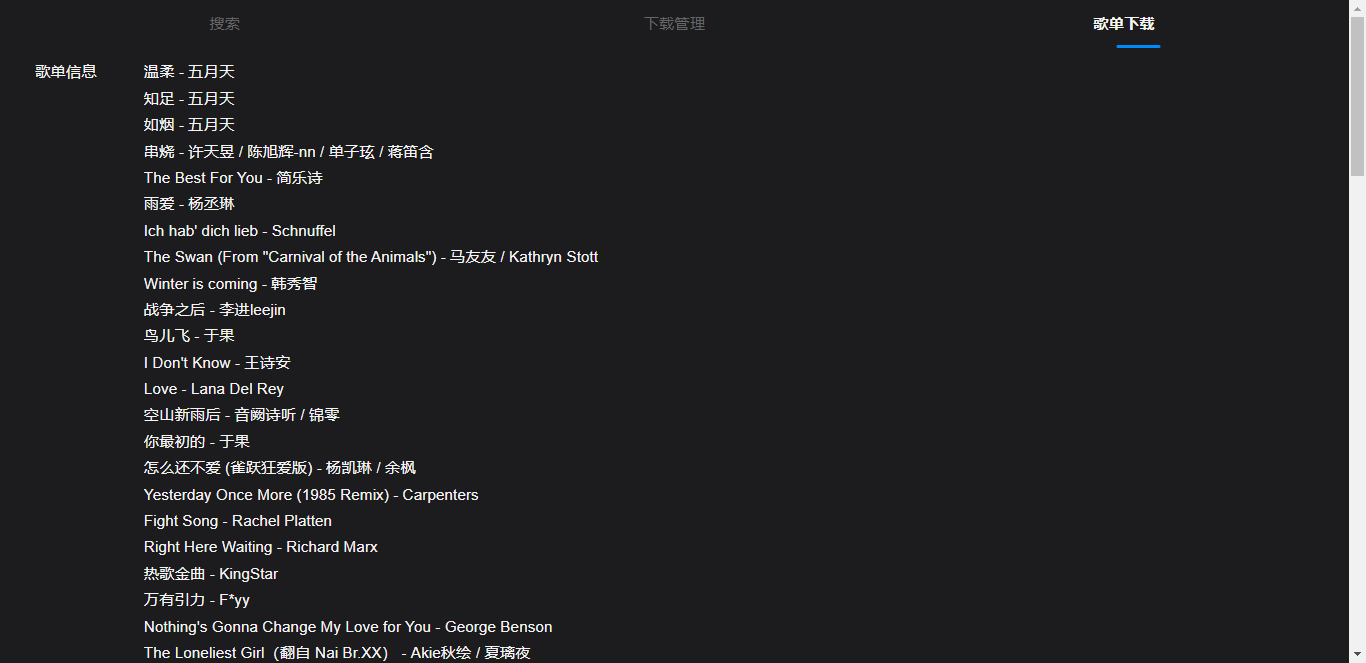 搜索
下载管理
歌单下载
歌单信息
温柔 - 五月天
知足 - 五月天
如烟 - 五月天
串烧 - 许天昱 / 陈旭辉-nn / 单子玹 / 蒋笛含
The Best For You - 简乐诗
雨爱 - 杨丞琳
Ich hab' dich lieb - Schnuffel
The Swan (From "Carnival of the Animals") - 马友友 / Kathryn Stott
Winter is coming - 韩秀智
战争之后 - 李进leejin
鸟儿飞 - 于果
I Don't Know - 王诗安
Love - Lana Del Rey
空山新雨后 - 音阙诗听 / 锦零
你最初的 - 于果
怎么还不爱 (雀跃狂爱版) - 杨凯琳 / 余枫
Yesterday Once More (1985 Remix) - Carpenters
Fight Song - Rachel Platten
Right Here Waiting - Richard Marx
热歌金曲 - KingStar
万有引力 - F*yy
Nothing's Gonna Change My Love for You - George Benson
The Loneliest Girl（翻自 Nai Br.XX） - Akie秋绘 / 夏璃夜